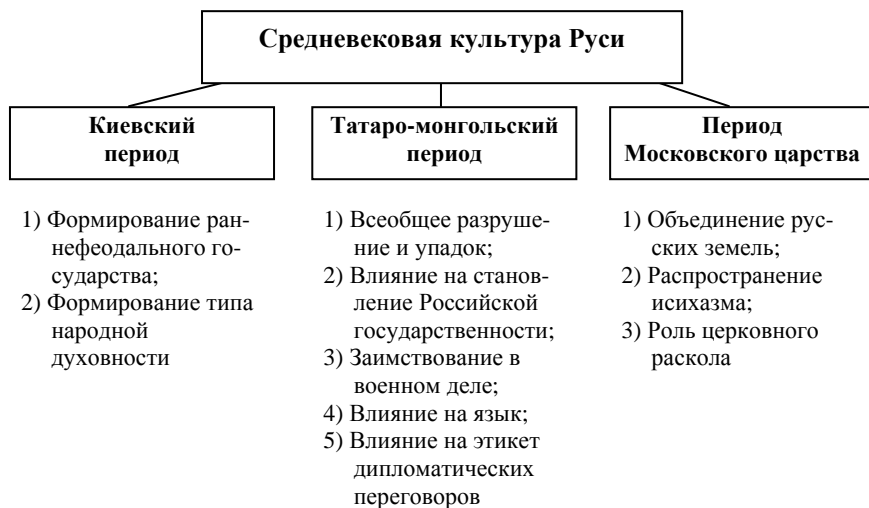 Средневековая культура Руси
Киевский
период
1) Формирование ран-
нефеодального го-
сударства;
2) Формирование типа
народной
духовности
Татаро-монгольский
период
1) Всеобщее разруше-
ние и упадок;
2) Влияние на станов-
ление Российской
государственности;
3) Заимствование в
военном деле;
4) Влияние на язык;
5) Влияние на этикет
дипломатических
переговоров
Период
Московского царства
1) Объединение рус-
ских земель;
2) Распространение
исихазма;
3) Роль церковного
раскола